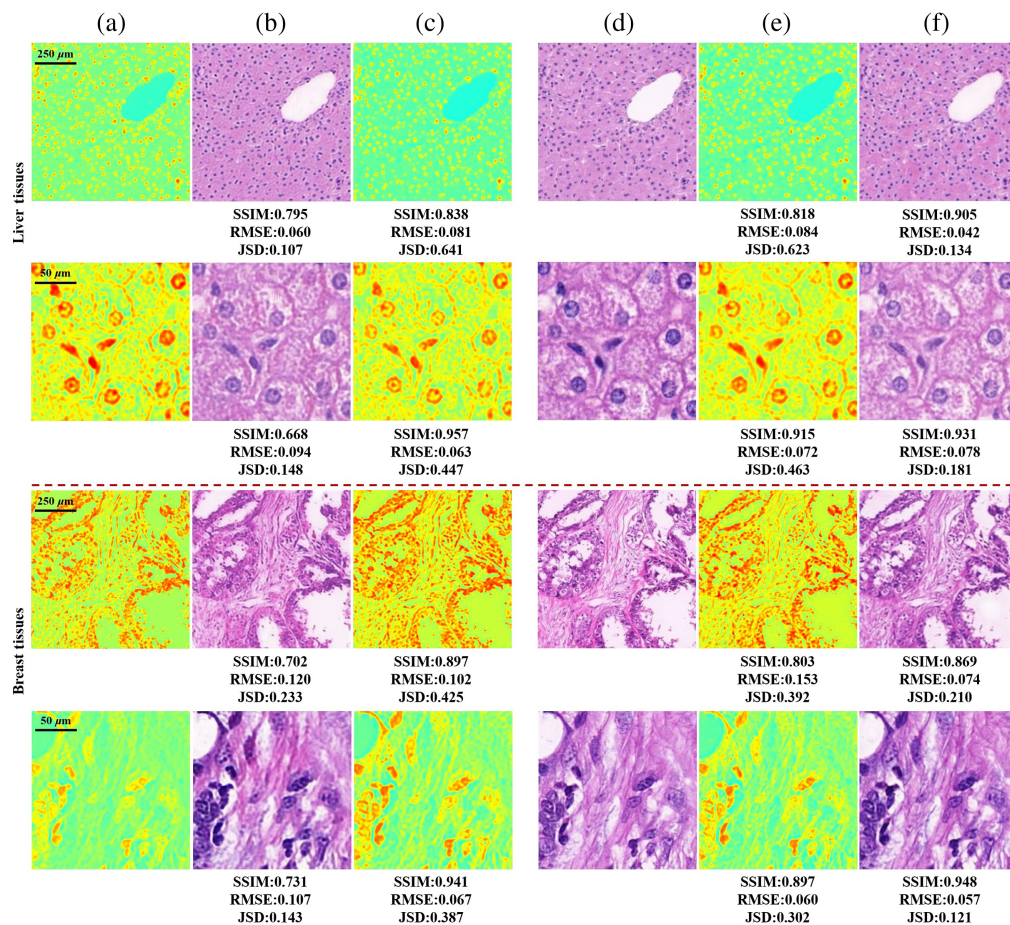 (a) (b) (c) (d) (e) (f)
Liver tissues
250 μm
SSIM:0.795 SSIM:0.838 SSIM:0.818 SSIM:0.905
RMSE:0.060 RMSE:0.081 RMSE:0.084 RMSE:0.042
JSD:0.107 JSD:0.641 JSD:0.623 JSD:0.134
50 μm
SSIM:0.668 SSIM:0.957 SSIM:0.915 SSIM:0.931
RMSE:0.094 RMSE:0.063 RMSE:0.072 RMSE:0.078
JSD:0.148 JSD:0.447 JSD:0.463 JSD:0.181
Breast tissues
250 μm
SSIM:0.702 SSIM:0.897 SSIM:0.803 SSIM:0.869
RMSE:0.120 RMSE:0.102 RMSE:0.153 RMSE:0.074
JSD:0.233 JSD:0.425 JSD:0.392 JSD:0.210
50 μm
SSIM:0.731 SSIM:0.941 SSIM:0.897 SSIM:0.948
RMSE:0.107 RMSE:0.067 RMSE:0.060 RMSE:0.057
JSD:0.143 JSD:0.387 JSD:0.302 JSD:0.121